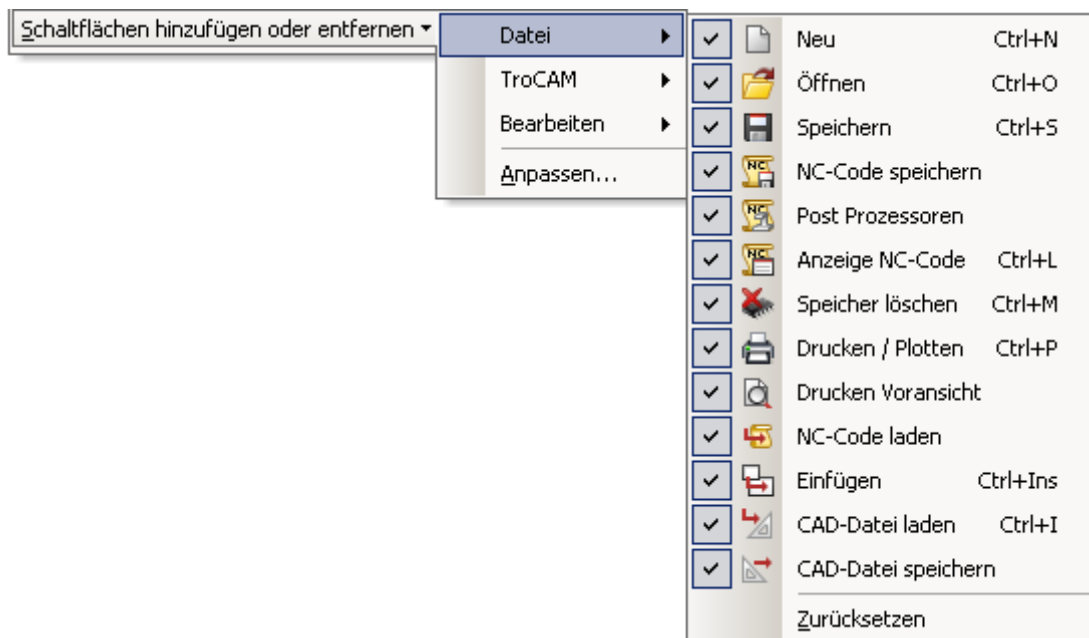 Schaltflächen hinzufügen oder entfernen
Datei
TroCAM
Bearbeiten
Anpassen...
Neu Ctrl+N
Öffnen Ctrl+O
Speichern Ctrl+S
NC-Code speichern
Post Prozessoren
Anzeige NC-Code Ctrl+L
Speicher löschen Ctrl+M
Drucken / Plotten Ctrl+P
Drucken Voransicht
NC-Code laden
Einfügen Ctrl+Ins
CAD-Datei laden Ctrl+I
CAD-Datei speichern
Zurücksetzen